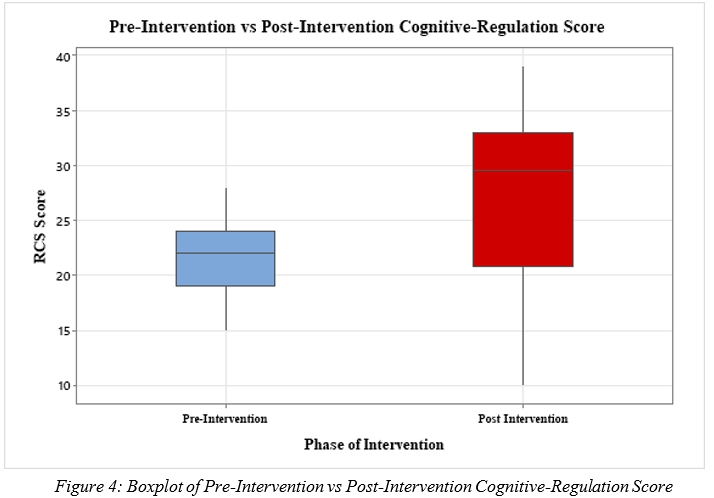 Pre-Intervention vs Post-Intervention Cognitive-Regulation Score
40
35
30
25
20
15
10
RCS Score
Pre-Intervention
Post Intervention
Phase of Intervention
Figure 4: Boxplot of Pre-Intervention vs Post-Intervention Cognitive-Regulation Score